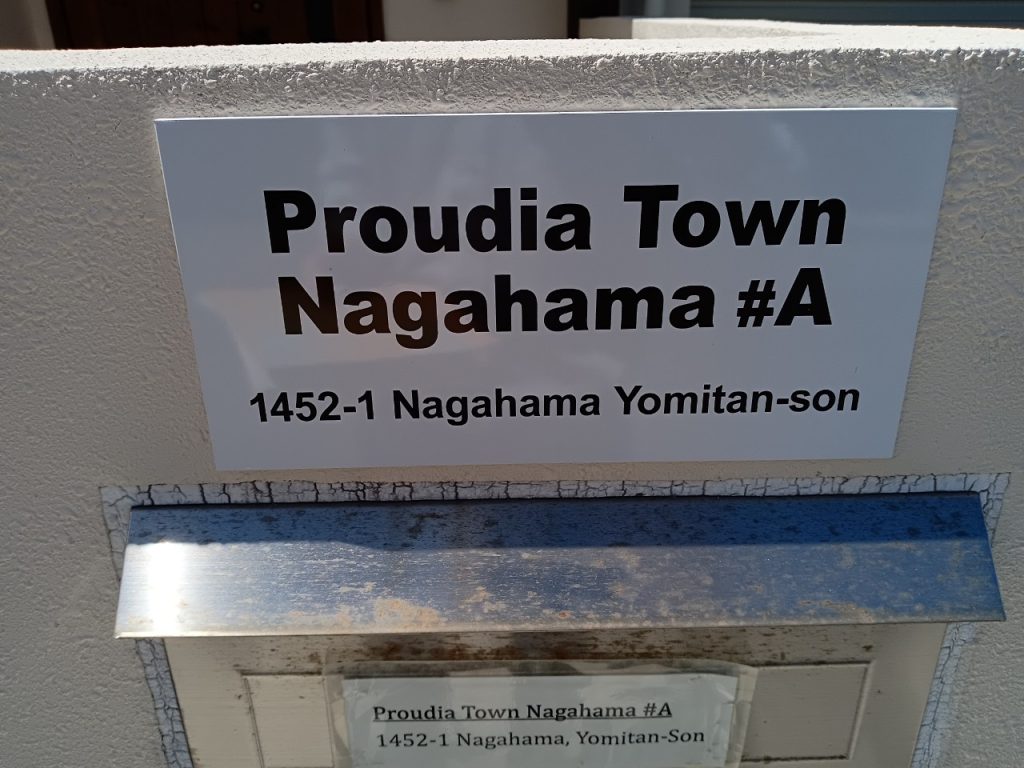 Proudia Town
Nagahama #A
1452-1 Nagahama Yomitan-son
Proudia Town Nagahama #A
1452-1 Nagahama, Yomitan-Son